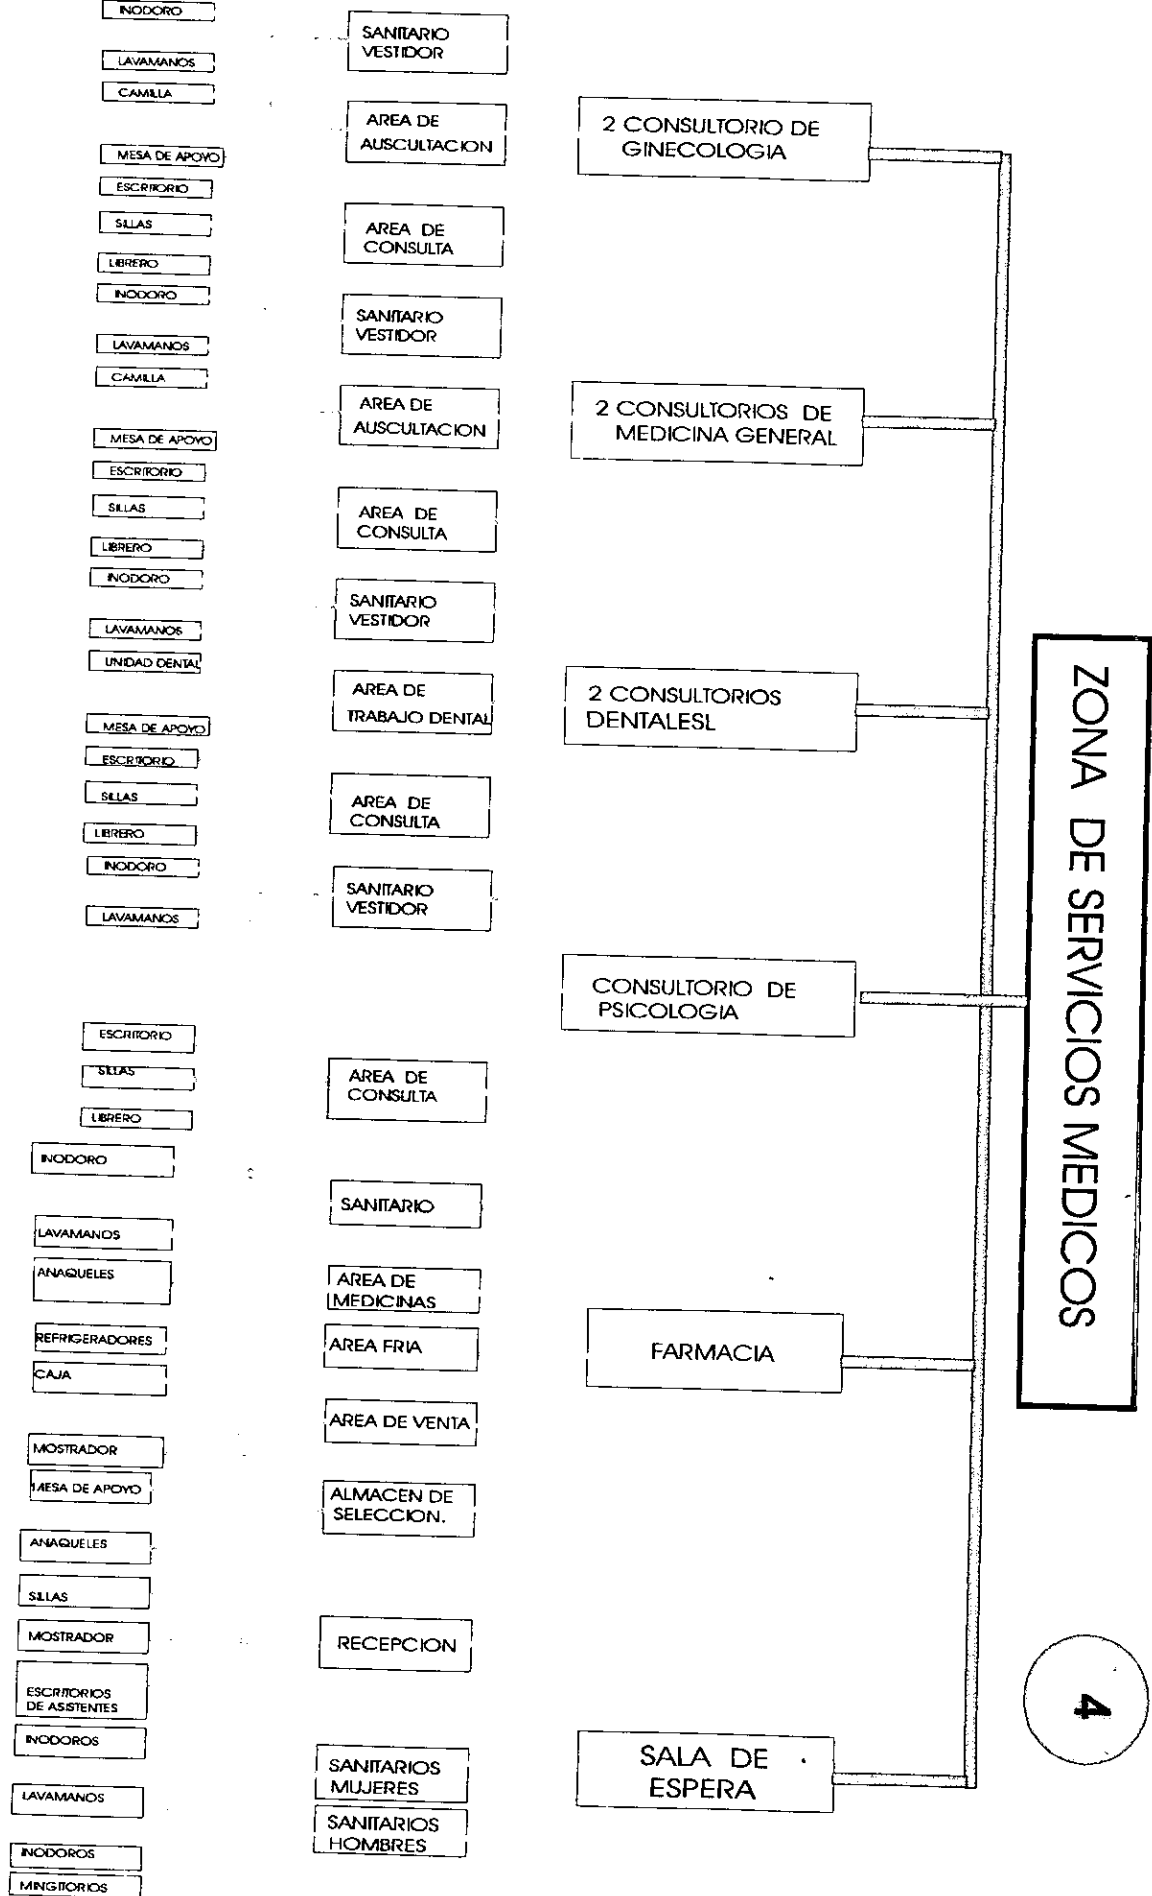 ZONA DE SERVICIOS MEDICOS
4
2 CONSULTORIO DE
GINECOLOGIA
2 CONSULTORIOS DE
MEDICINA GENERAL
2 CONSULTORIOS
DENTALESL
CONSULTORIO DE
PSICOLOGIA
FARMACIA
SALA DE
ESPERA
SANITARIO
VESTIDOR
AREA DE
AUSCULTACION
AREA DE
CONSULTA
SANITARIO
VESTIDOR
AREA DE
AUSCULTACION
AREA DE
CONSULTA
SANITARIO
VESTIDOR
AREA DE
TRABAJO DENTAL
AREA DE
CONSULTA
SANITARIO
VESTIDOR
AREA DE
CONSULTA
SANITARIO
AREA DE
MEDICINAS
AREA FRIA
AREA DE VENTA
ALMACEN DE
SELECCION.
RECEPCION
SANITARIOS
MUJERES
SANITARIOS
HOMBRES
INODORO
LAVAMANOS
CAMILLA
MESA DE APOYO
ESCRITORIO
SILLAS
LIBRERO
INODORO
LAVAMANOS
CAMILLA
MESA DE APOYO
ESCRITORIO
SILLAS
LIBRERO
INODORO
LAVAMANOS
UNIDAD DENTAL
MESA DE APOYO
ESCRITORIO
SILLAS
LIBRERO
INODORO
LAVAMANOS
ESCRITORIO
SILLAS
LIBRERO
INODORO
LAVAMANOS
ANAQUELES
REFRIGERADORES
CAJA
MOSTRADOR
MESA DE APOYO
ANAQUELES
SILLAS
MOSTRADOR
ESCRITORIOS
DE ASISTENTES
INODOROS
LAVAMANOS
INODOROS
MINGITORIOS